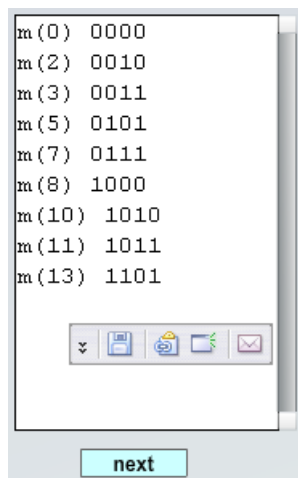 m(0) 0000
m(2) 0010
m(3) 0011
m(5) 0101
m(7) 0111
m(8) 1000
m(10) 1010
m(11) 1011
m(13) 1101
next